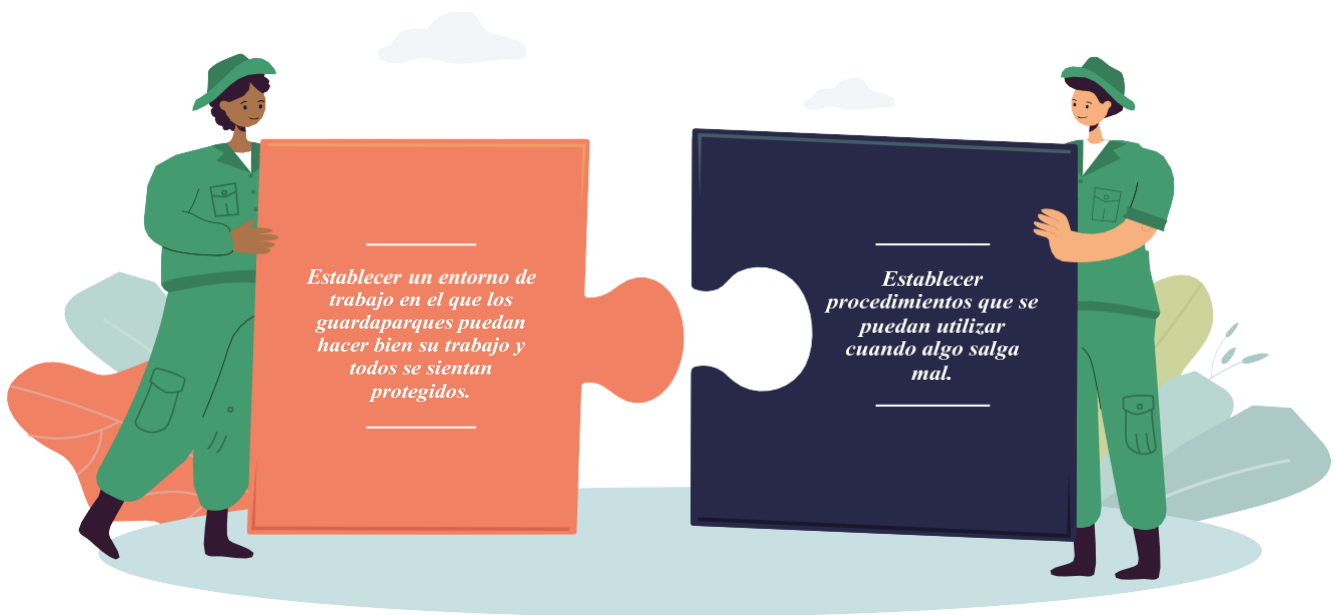 Establecer un entorno de
trabajo en el que los
guardaparques puedan
hacer bien su trabajo y
todos se sientan
protegidos.
Establecer
procedimientos que se
puedan utilizar
cuando algo salga
mal.